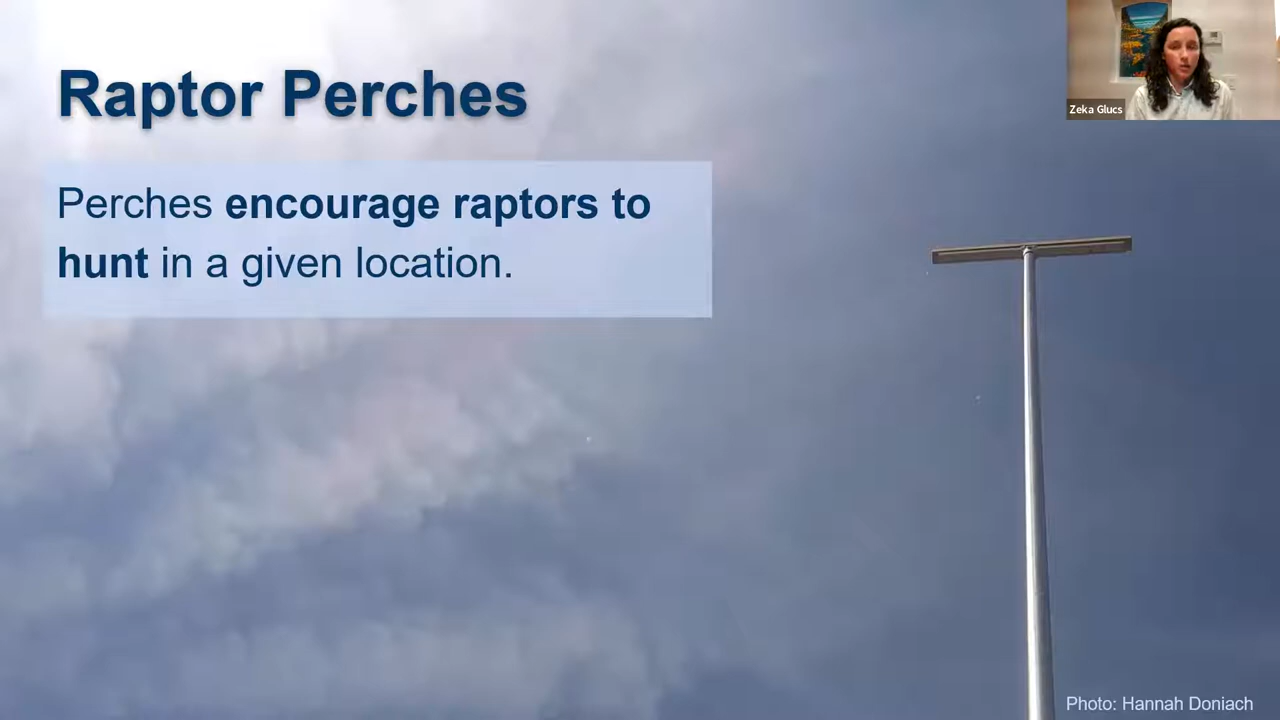 Raptor Perches
Perches encourage raptors to
hunt in a given location.
Zeka Glucs
Photo: Hannah Doniach